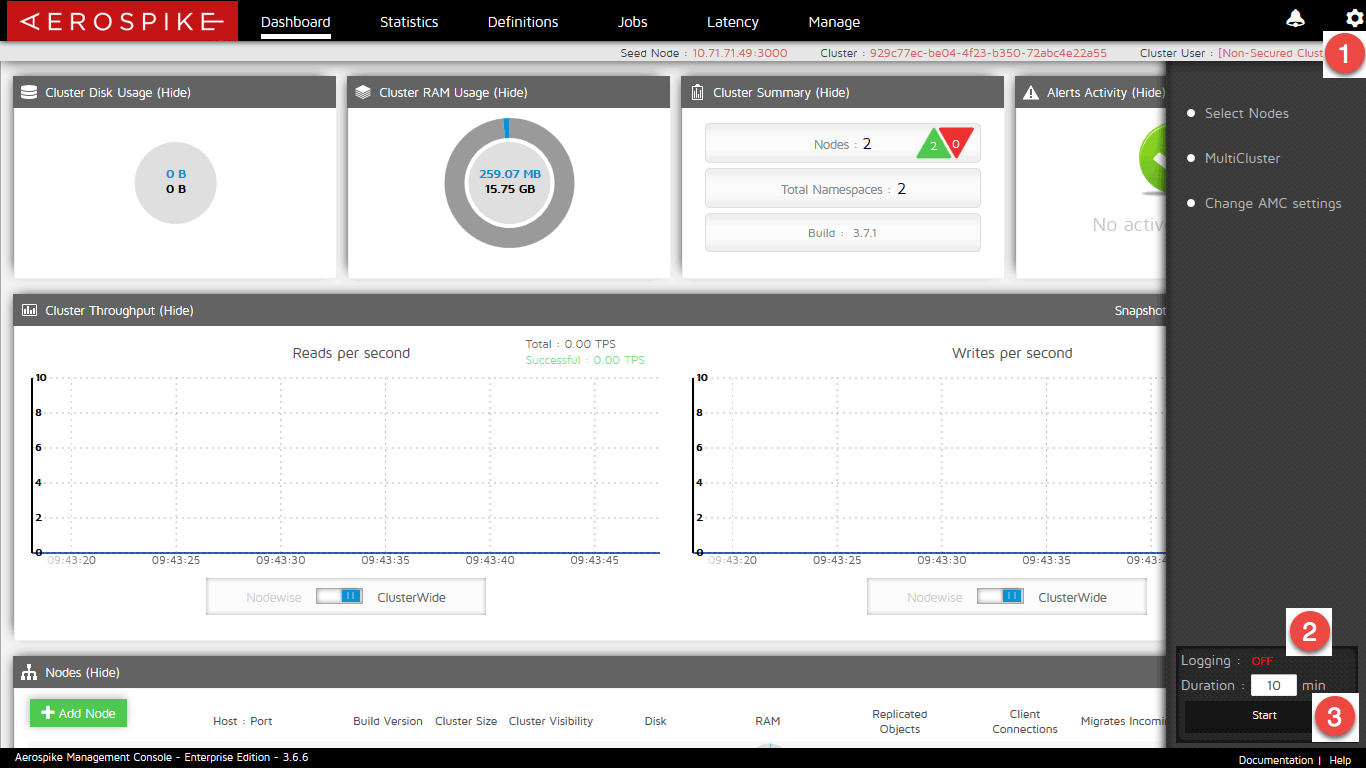 AEROSPIKE Dashboard Statistics Definitions Jobs Latency Manage
Seed Node : 10.71.71.49:3000 Cluster : 929c77ec-be04-4f23-b350-72abc4e22a55 Cluster User : [Non-Secured Clust
1
Cluster Disk Usage (Hide)
0 B
0 B
Cluster RAM Usage (Hide)
259.07 MB
15.75 GB
Cluster Summary (Hide)
Nodes : 2 2 0
Total Namespaces : 2
Build : 3.7.1
Alerts Activity (Hide)
No activ
Select Nodes
MultiCluster
Change AMC settings
Cluster Throughput (Hide) Snapshot
Reads per second
Total : 0.00 TPS
Successful : 0.00 TPS
10
8
6
4
2
0
09:43:20 09:43:25 09:43:30 09:43:35 09:43:40 09:43:45
Nodewise ClusterWide
Writes per second
10
8
6
4
2
0
09:43:20 09:43:25 09:43:30 09:43:35 09:43:4
Nodewise ClusterWide
2
Logging : OFF
Duration : 10 min
Start
3
Nodes (Hide)
+ Add Node
Host : Port Build Version Cluster Size Cluster Visibility Disk RAM Replicated Objects Client Connections Migrates Incomi
Aerospike Management Console - Enterprise Edition - 3.6.6
Documentation | Help